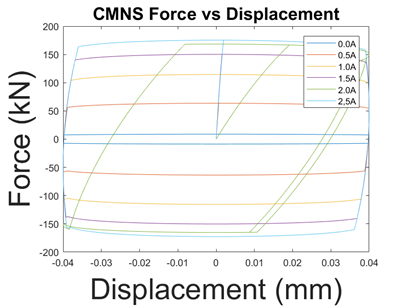 CMNS Force vs Displacement
Force (kN)
200
150
100
50
0
-50
-100
-150
-200
0.0A
0.5A
1.0A
1.5A
2.0A
2,5A
-0.04
-0.03
-0.02
-0.01
0
0.01
0.02
0.03
0.04
Displacement (mm)